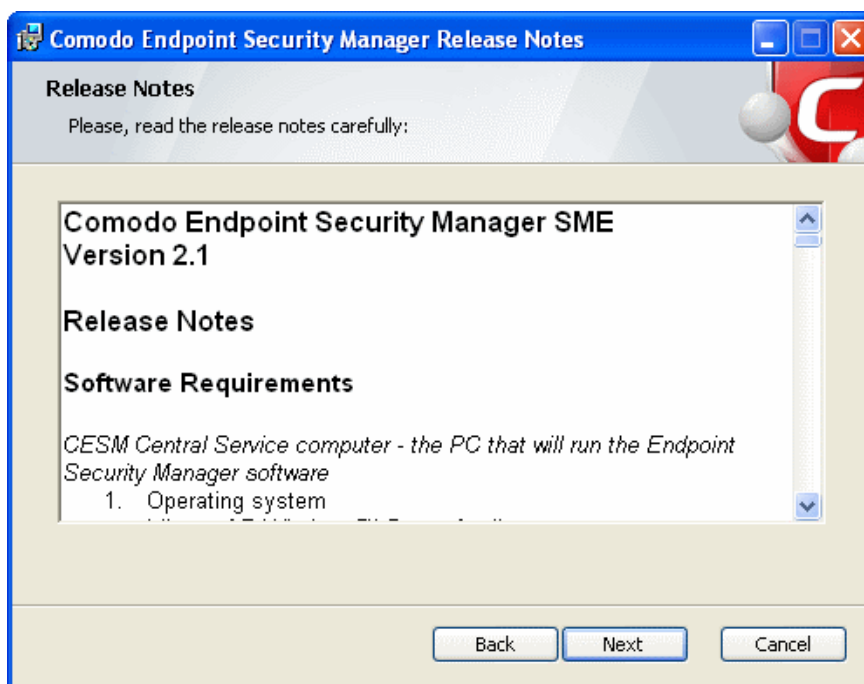 Comodo Endpoint Security Manager Release Notes
Release Notes
Please, read the release notes carefully:
Comodo Endpoint Security Manager SME
Version 2.1
Release Notes
Software Requirements
CESM Central Service computer - the PC that will run the Endpoint
Security Manager software
1. Operating system
Back
Next
Cancel